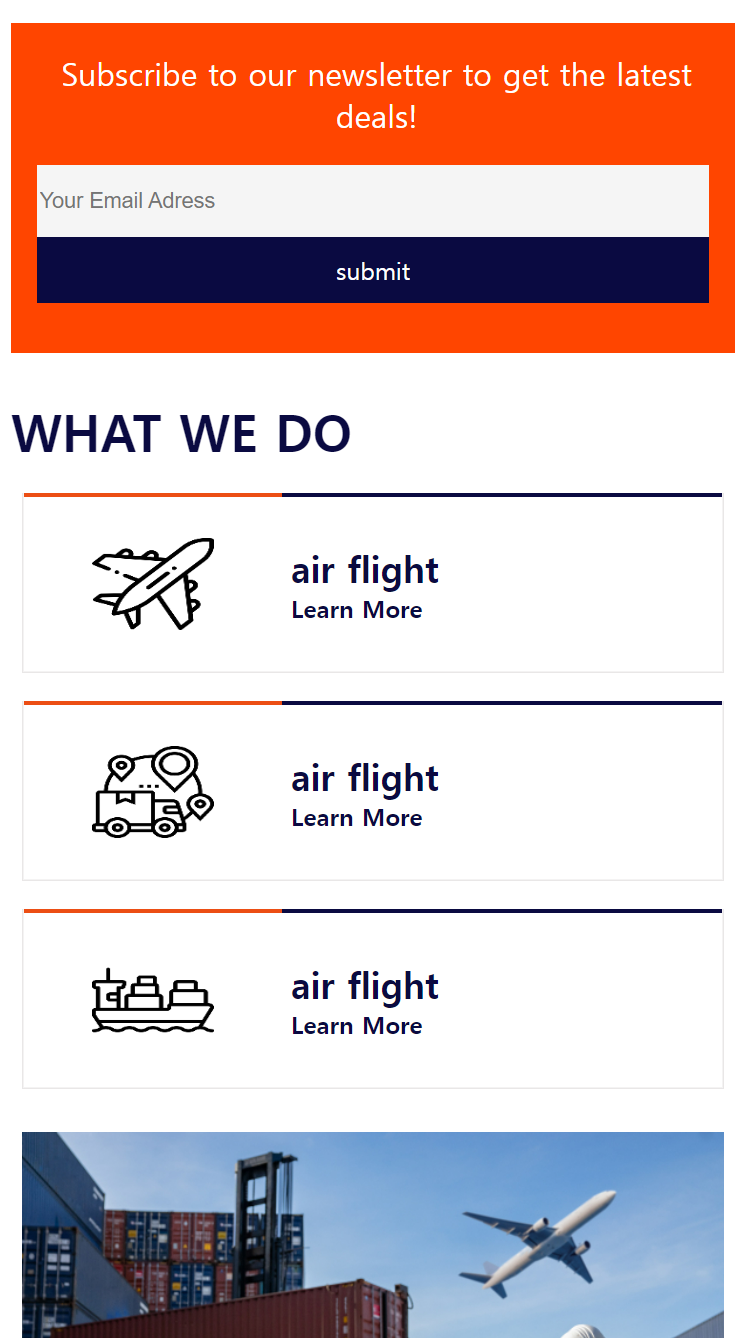 Subscribe to our newsletter to get the latest
deals!
Your Email Adress
submit
WHAT WE DO
air flight
Learn More
air flight
Learn More
air flight
Learn More